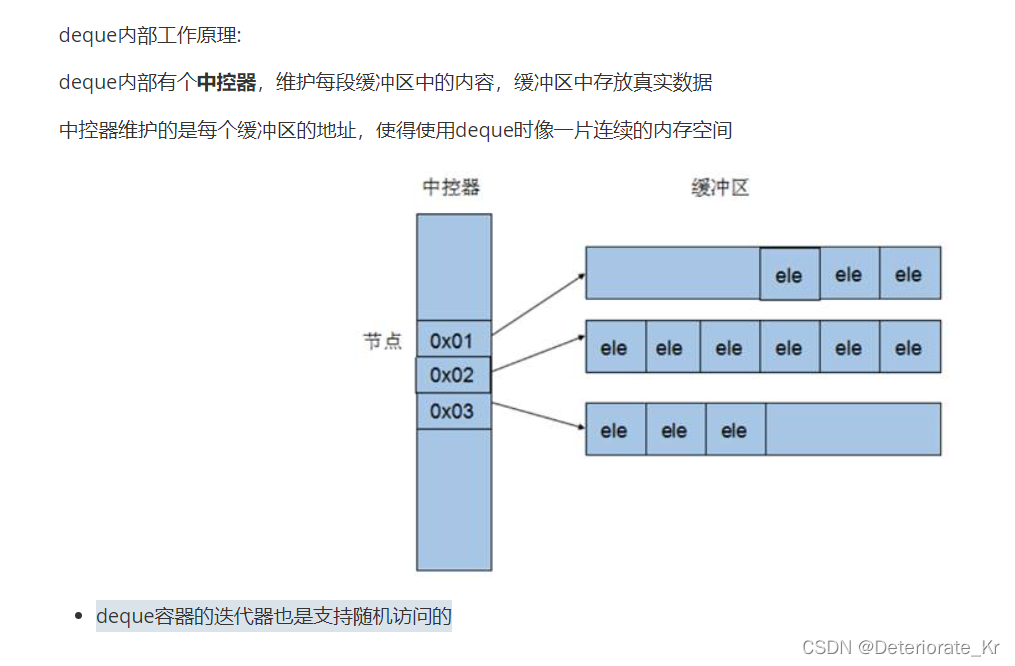 deque内部工作原理:
deque内部有个中控器，维护每段缓冲区中的内容，缓冲区中存放真实数据
中控器维护的是每个缓冲区的地址，使得使用deque时像一片连续的内存空间
中控器 缓冲区
ele ele ele
节点 0x01
ele ele ele ele ele ele
0x02
0x03
ele ele ele
deque容器的迭代器也是支持随机访问的
CSDN @Deteriorate_Kr